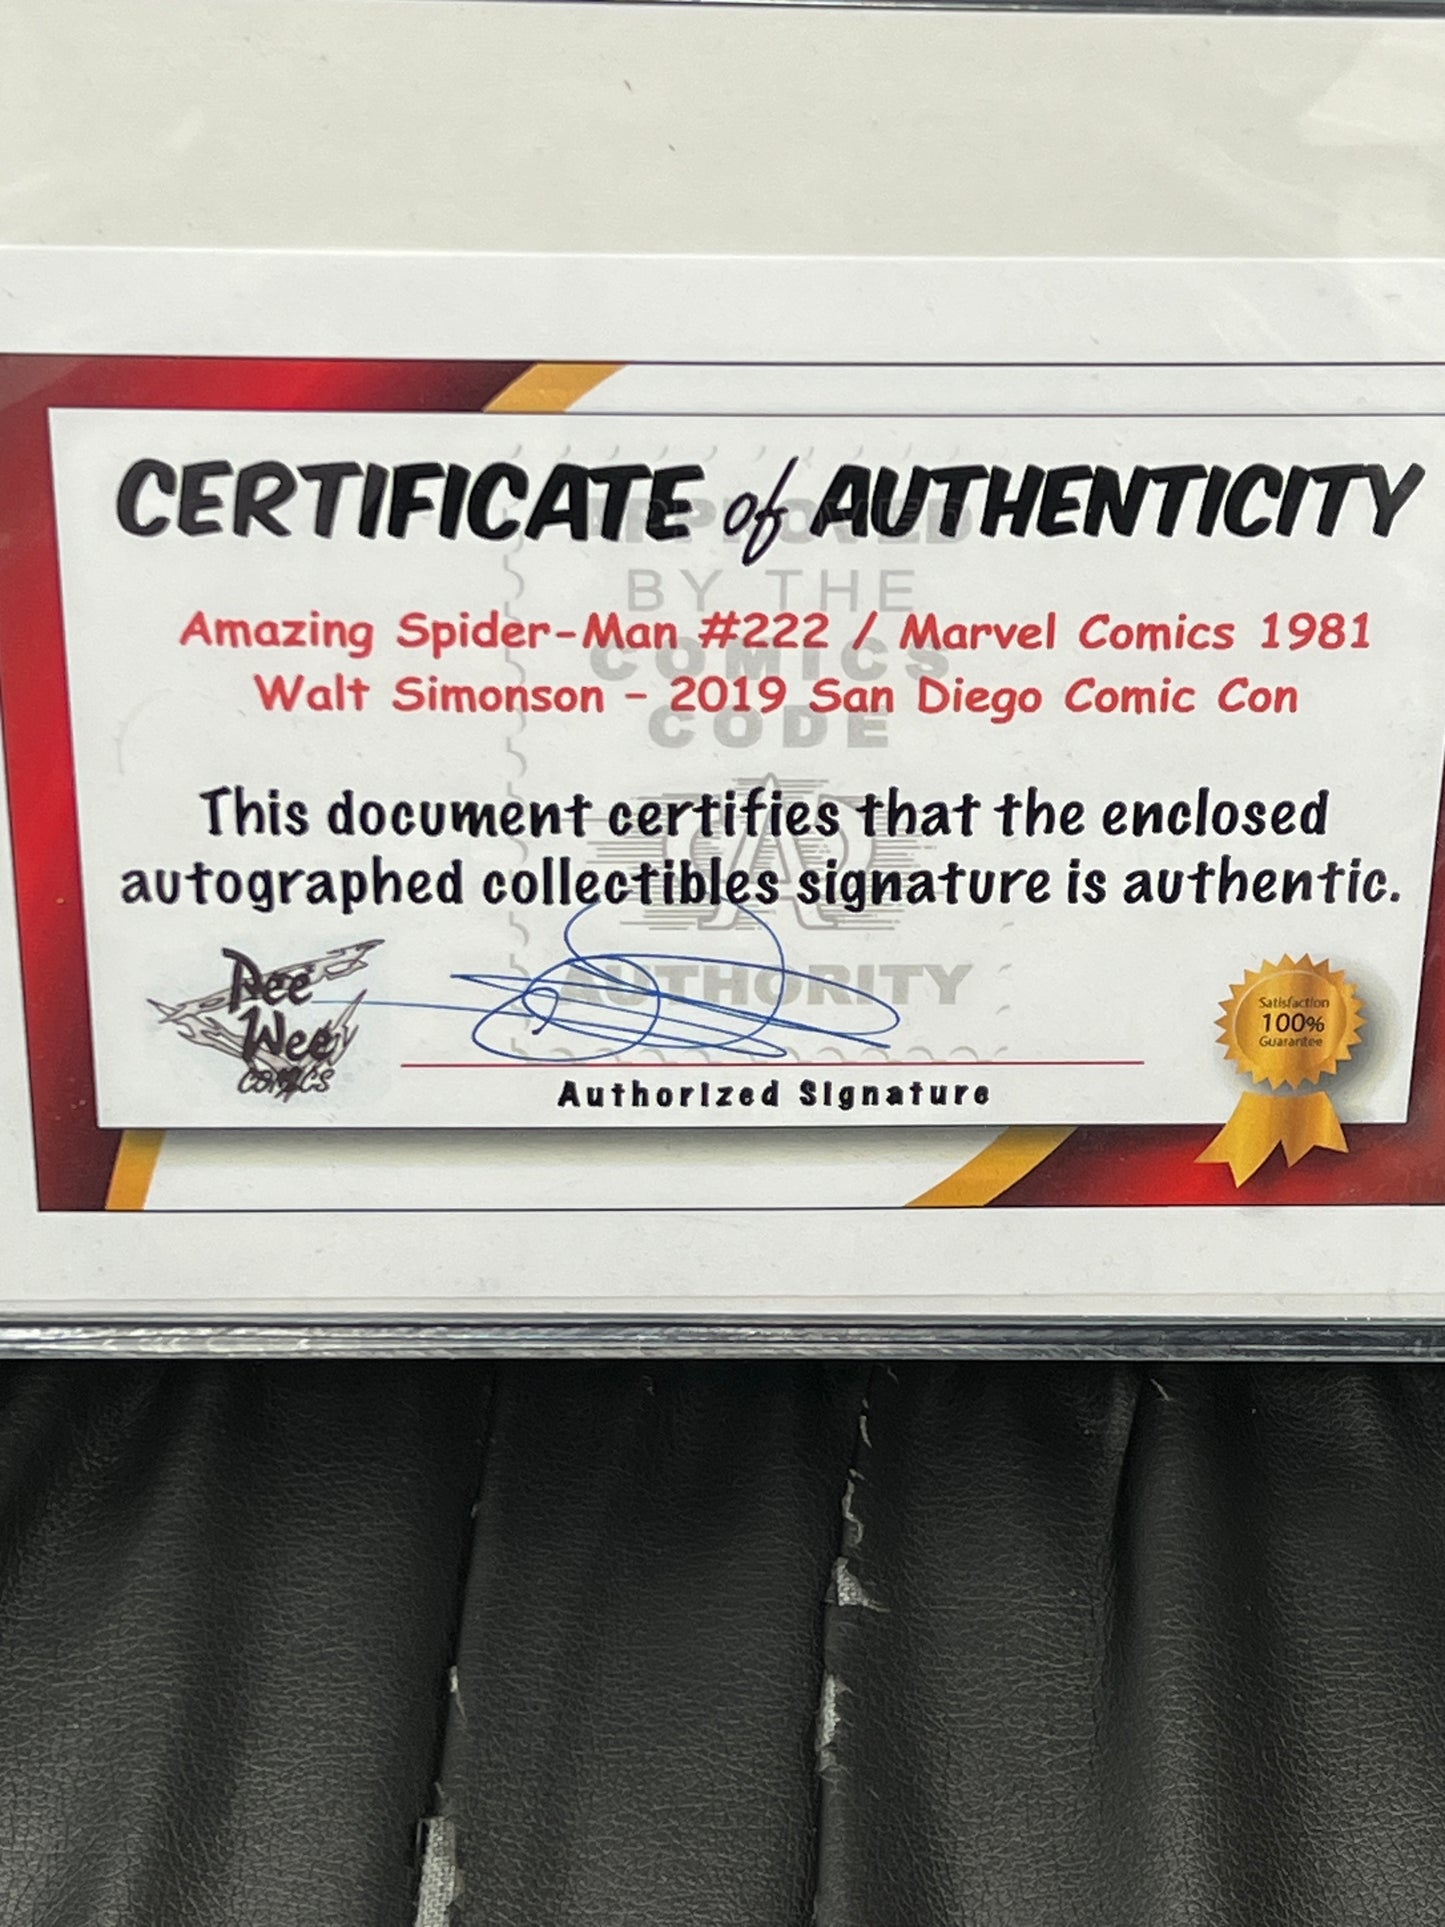 CERTIFICATE of AUTHENTICITY
APPROVED
BY THE
COMICS
CODE
AUTHORITY
Amazing Spider-Man #222 / Marvel Comics 1981
Walt Simonson - 2019 San Diego Comic Con
This document certifies that the enclosed
autographed collectibles signature is authentic.
Pee
Wee
COMICS
Authorized Signature
Satisfaction
100%
Guarantee